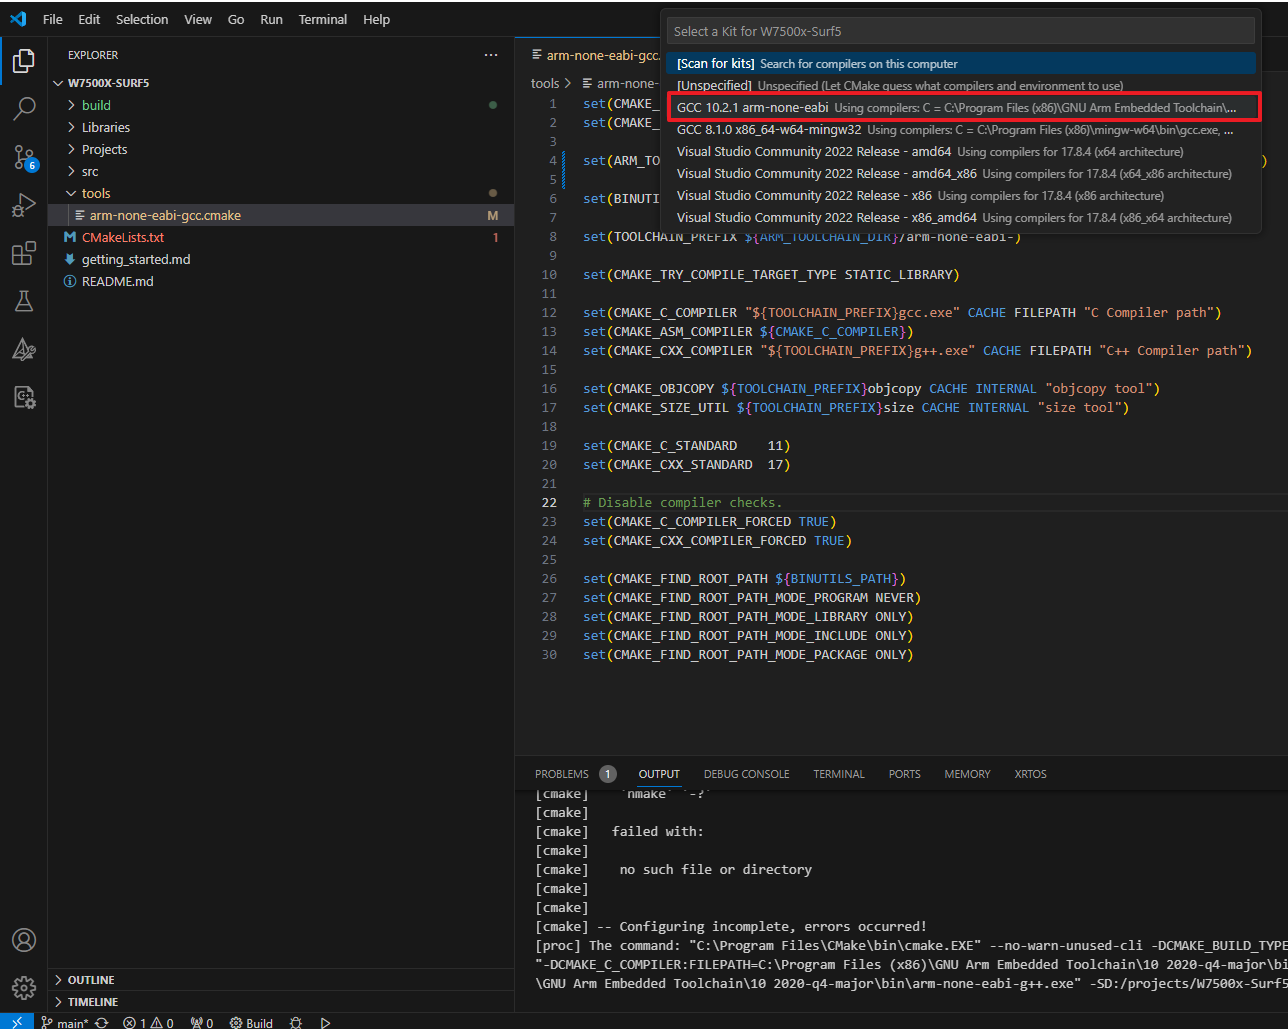 File Edit Selection View Go Run Terminal Help
Select a Kit for W7500x-Surf5
[Scan for kits] Search for compilers on this computer
[Unspecified] Unspecified (Let CMake guess what compilers and environment to use)
GCC 10.2.1 arm-none-eabi Using compilers: C = C:\Program Files (x86)\GNU Arm Embedded Toolchain\...
GCC 8.1.0 x86_64-w64-mingw32 Using compilers: C = C:\Program Files (x86)\mingw-w64\bin\gcc.exe, ...
Visual Studio Community 2022 Release - amd64 Using compilers for 17.8.4 (x64 architecture)
Visual Studio Community 2022 Release - amd64_x86 Using compilers for 17.8.4 (x64_x86 architecture)
Visual Studio Community 2022 Release - x86 Using compilers for 17.8.4 (x86 architecture)
Visual Studio Community 2022 Release - x86_amd64 Using compilers for 17.8.4 (x86_x64 architecture)
EXPLORER ...
W7500X-SURF5
build
Libraries
Projects
src
tools
arm-none-eabi-gcc.cmake M
CMakeLists.txt 1
getting_started.md
README.md
6
OUTLINE
TIMELINE
arm-none-eabi-gcc.
tools > arm-none-
1 set(CMAKE_
2 set(CMAKE_
3
4 set(ARM_TO )
5
6 set(BINUTI
7
8 set(TOOLCHAIN_PREFIX ${ARM_TOOLCHAIN_DIR}/arm-none-eabi-)
9
10 set(CMAKE_TRY_COMPILE_TARGET_TYPE STATIC_LIBRARY)
11
12 set(CMAKE_C_COMPILER "${TOOLCHAIN_PREFIX}gcc.exe" CACHE FILEPATH "C Compiler path")
13 set(CMAKE_ASM_COMPILER ${CMAKE_C_COMPILER})
14 set(CMAKE_CXX_COMPILER "${TOOLCHAIN_PREFIX}g++.exe" CACHE FILEPATH "C++ Compiler path")
15
16 set(CMAKE_OBJCOPY ${TOOLCHAIN_PREFIX}objcopy CACHE INTERNAL "objcopy tool")
17 set(CMAKE_SIZE_UTIL ${TOOLCHAIN_PREFIX}size CACHE INTERNAL "size tool")
18
19 set(CMAKE_C_STANDARD 11)
20 set(CMAKE_CXX_STANDARD 17)
21
22 # Disable compiler checks.
23 set(CMAKE_C_COMPILER_FORCED TRUE)
24 set(CMAKE_CXX_COMPILER_FORCED TRUE)
25
26 set(CMAKE_FIND_ROOT_PATH ${BINUTILS_PATH})
27 set(CMAKE_FIND_ROOT_PATH_MODE_PROGRAM NEVER)
28 set(CMAKE_FIND_ROOT_PATH_MODE_LIBRARY ONLY)
29 set(CMAKE_FIND_ROOT_PATH_MODE_INCLUDE ONLY)
30 set(CMAKE_FIND_ROOT_PATH_MODE_PACKAGE ONLY)
PROBLEMS 1 OUTPUT DEBUG CONSOLE TERMINAL PORTS MEMORY XRTOS
[cmake] 'nmake' '-?'
[cmake]
[cmake] failed with:
[cmake]
[cmake] no such file or directory
[cmake]
[cmake]
[cmake] -- Configuring incomplete, errors occurred!
[proc] The command: "C:\Program Files\CMake\bin\cmake.EXE" --no-warn-unused-cli -DCMAKE_BUILD_TYPE
"-DCMAKE_C_COMPILER:FILEPATH=C:\Program Files (x86)\GNU Arm Embedded Toolchain\10 2020-q4-major\bi
\GNU Arm Embedded Toolchain\10 2020-q4-major\bin\arm-none-eabi-g++.exe" -SD:/projects/W7500x-Surf5
main* 1 0 0 Build